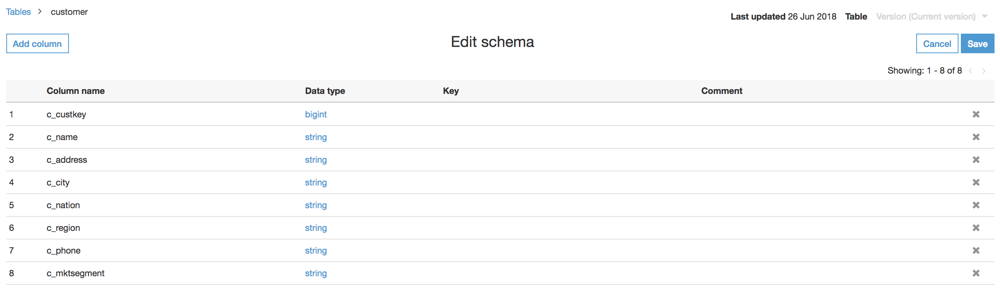 Tables > customer
Last updated 26 Jun 2018 Table Version (Current version)
Add column
Edit schema
Cancel Save
Showing: 1 - 8 of 8 < >
Column name Data type Key Comment
1 c_custkey bigint
2 c_name string
3 c_address string
4 c_city string
5 c_nation string
6 c_region string
7 c_phone string
8 c_mktsegment string